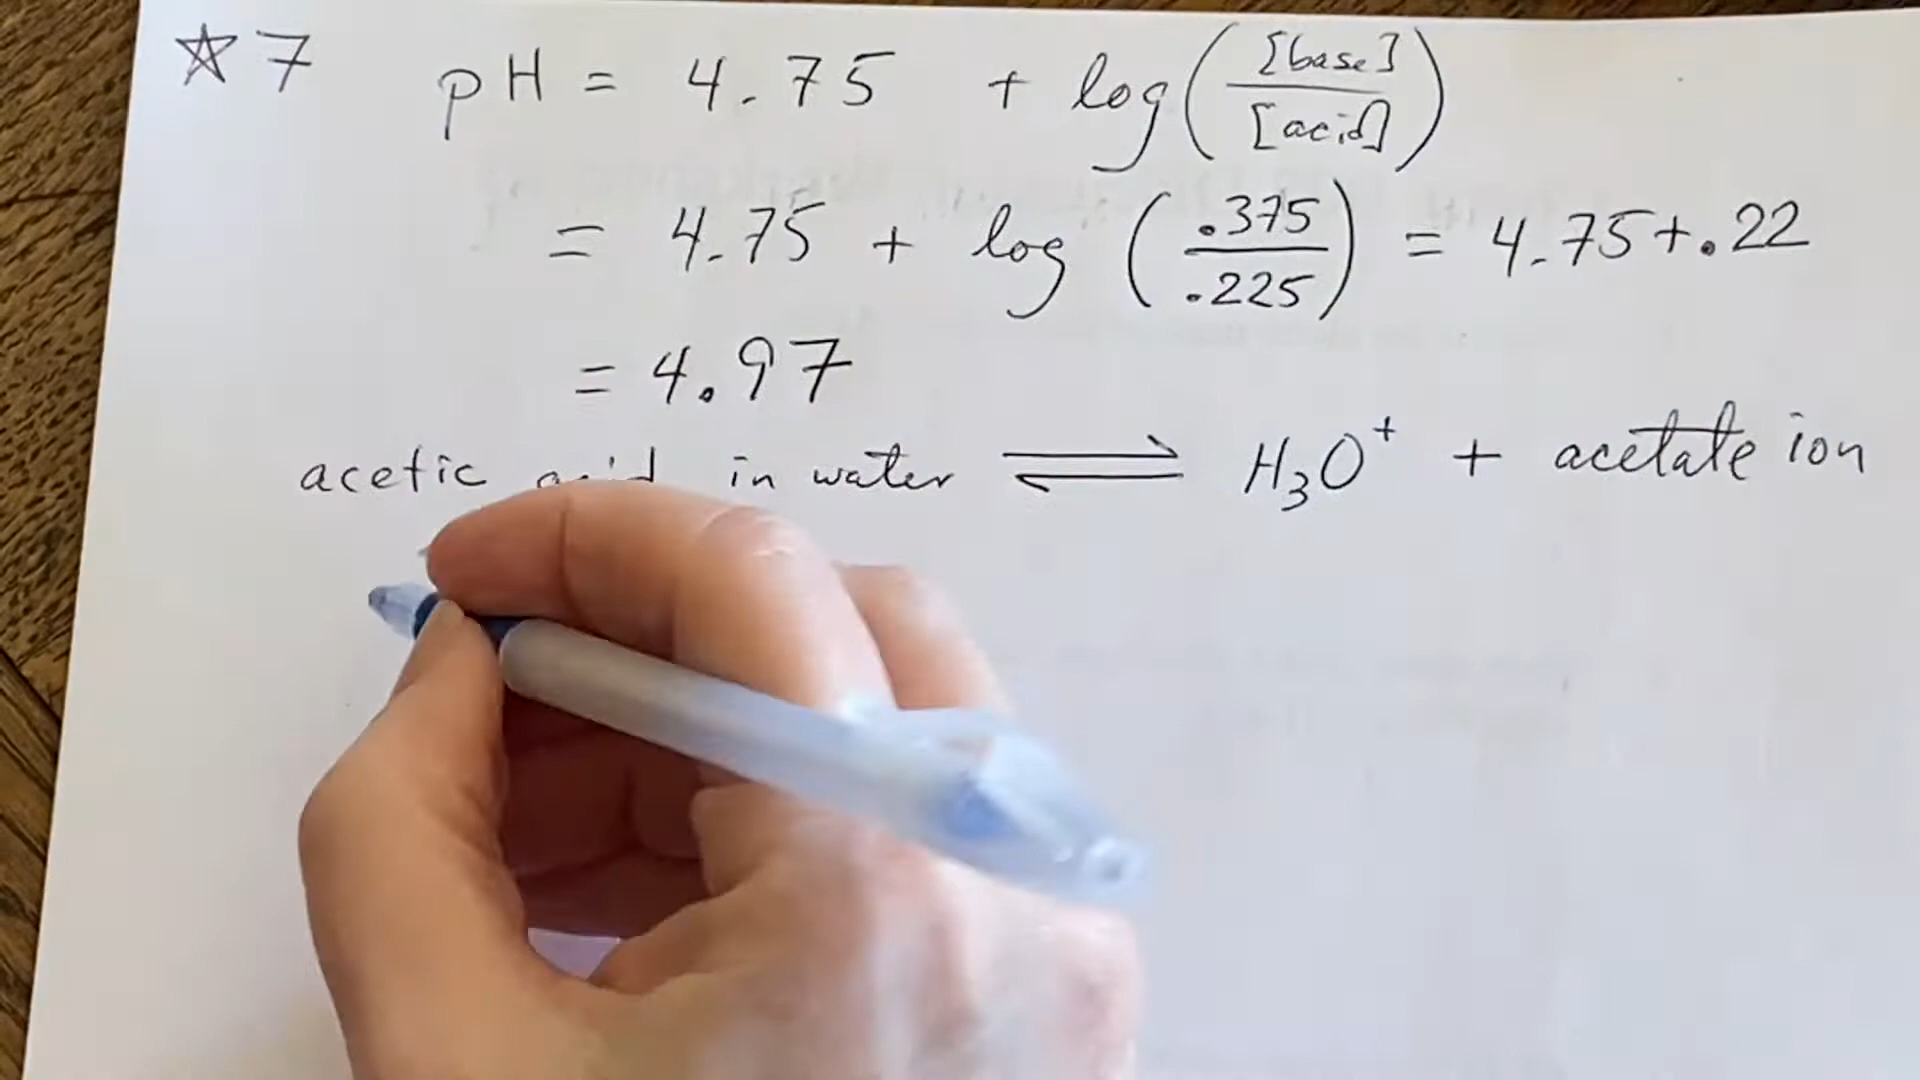 ☆7 pH = 4.75 + log([base]/[acid])
= 4.75 + log(.375/.225) = 4.75+.22
= 4.97
acetic acid in water ⇌ H₃O⁺ + acetate ion